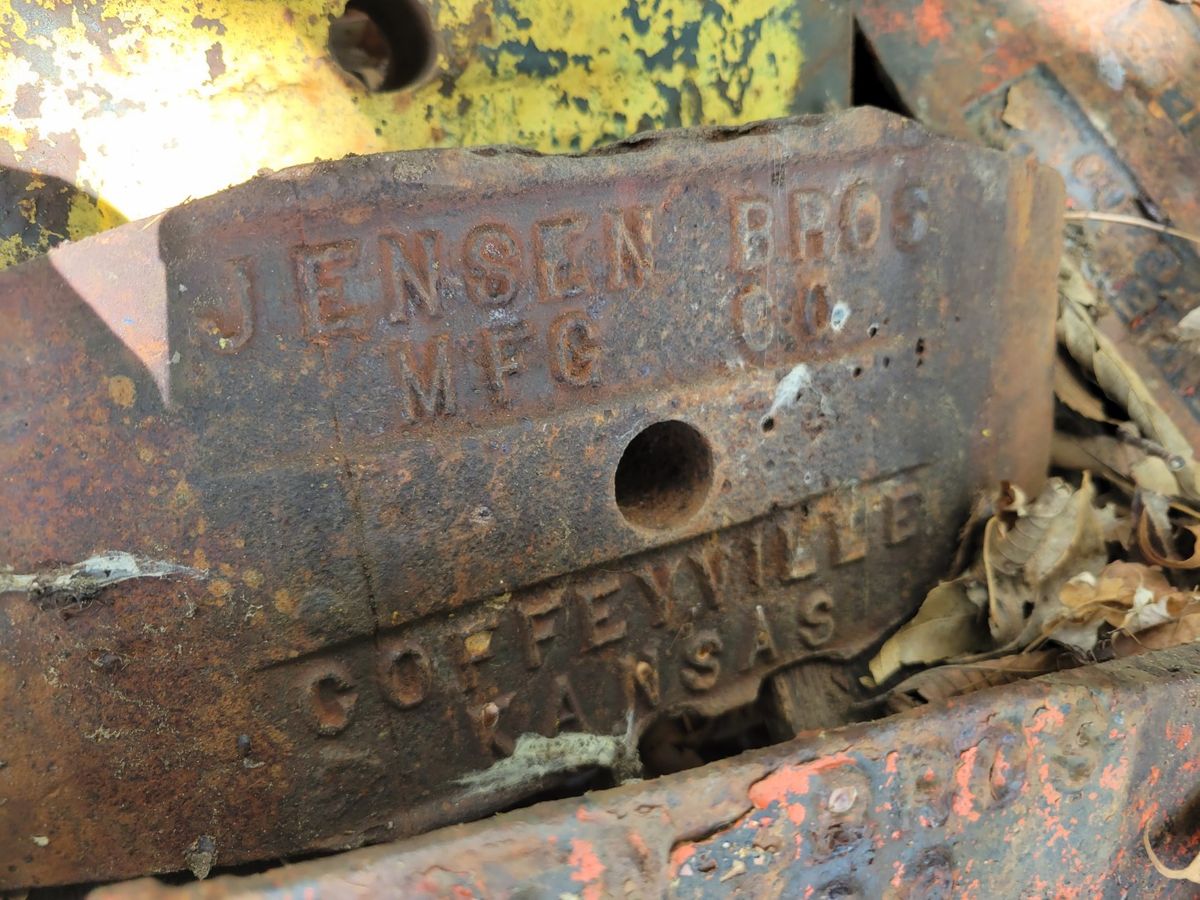 JENSEN BROS
MFG CO
COFFEYVILLE
KANSAS